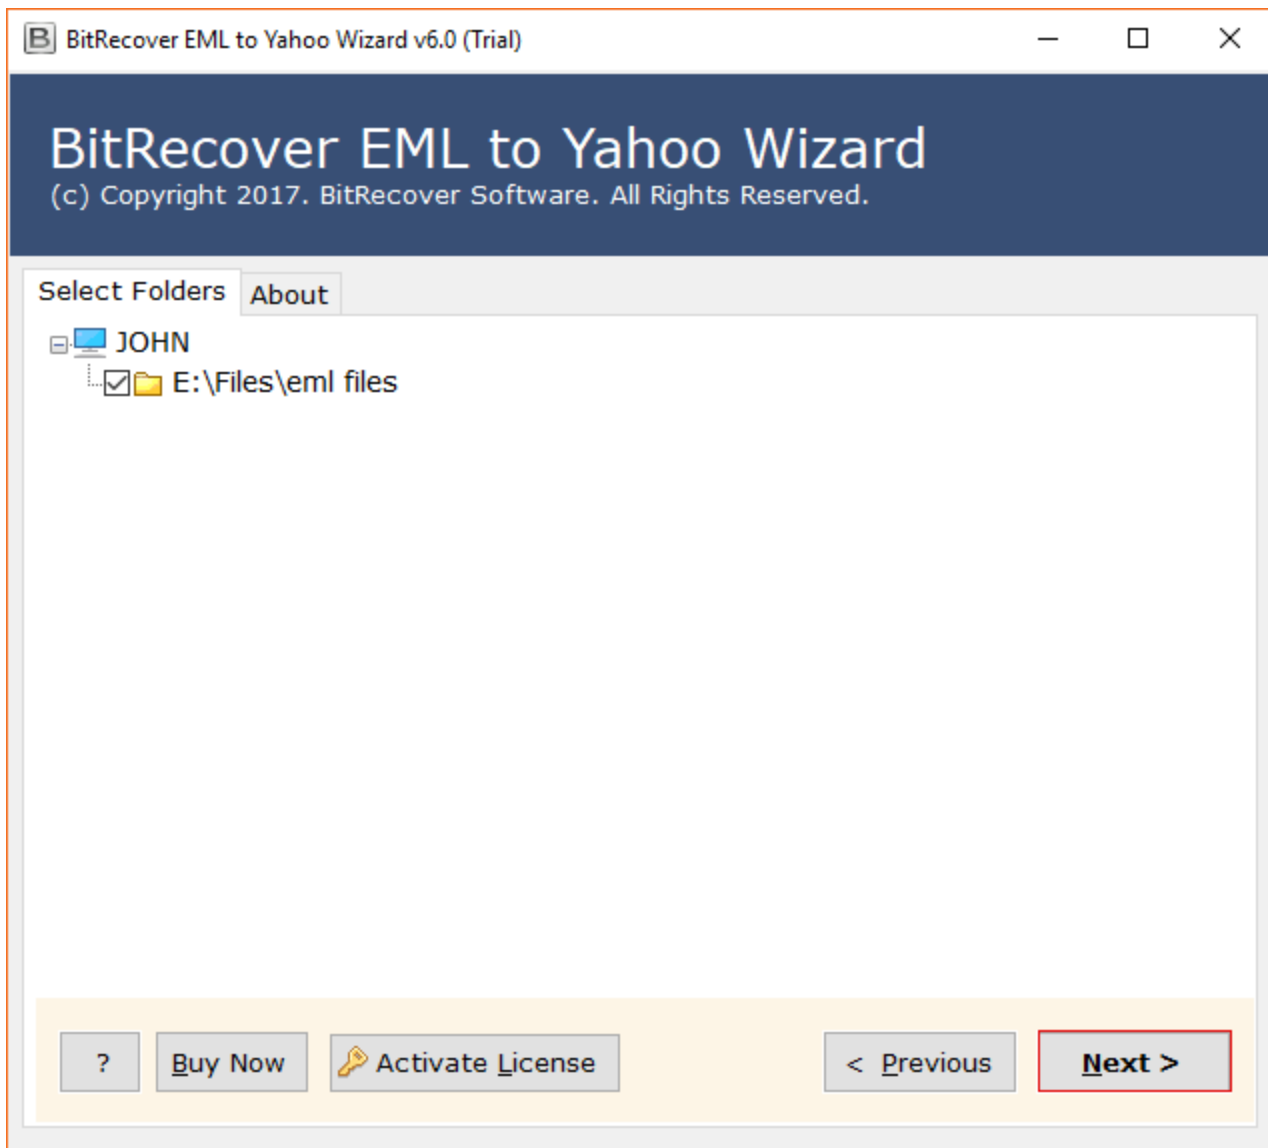 BitRecover EML to Yahoo Wizard v6.0 (Trial)
BitRecover EML to Yahoo Wizard
(c) Copyright 2017. BitRecover Software. All Rights Reserved.
Select Folders About
JOHN
E:\Files\eml files
? Buy Now Activate License < Previous Next >